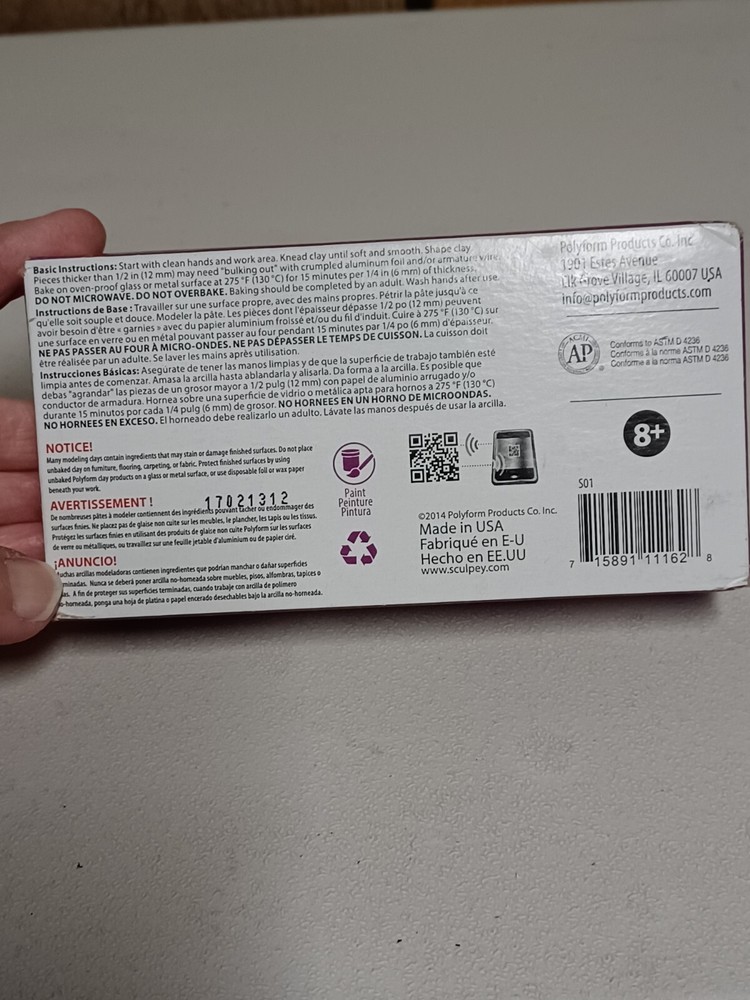 Basic Instructions: Start with clean hands and work area. Knead clay until soft and smooth. Shape clay.
Pieces thicker than 1/2 in (12 mm) may need "bulking out" with crumpled aluminum foil and/or armature wire.
Bake on oven-proof glass or metal surface at 275 °F (130 °C) for 15 minutes per 1/4 in (6 mm) of thickness.
DO NOT MICROWAVE. DO NOT OVERBAKE. Baking should be completed by an adult. Wash hands after use.
Instructions de Base : Travailler sur une surface propre, avec des mains propres. Pétrir la pâte jusqu'à ce
qu'elle soit souple et douce. Modeler la pâte. Les pièces dont l'épaisseur dépasse 1/2 po (12 mm) peuvent
avoir besoin d'être « garnies » avec du papier aluminium froissé et/ou du fil d'induit. Cuire à 275 °F (130 °C) sur
une surface en verre ou en métal pouvant passer au four pendant 15 minutes par 1/4 po (6 mm) d'épaisseur.
NE PAS PASSER AU FOUR À MICRO-ONDES. NE PAS DÉPASSER LE TEMPS DE CUISSON. La cuisson doit
être réalisée par un adulte. Se laver les mains après utilisation.
Instrucciones Básicas: Asegúrate de tener las manos limpias y de que la superficie de trabajo también esté
limpia antes de comenzar. Amasa la arcilla hasta ablandarla y alisarla. Da forma a la arcilla. Es posible que
debas "agrandar" las piezas de un grosor mayor a 1/2 pulg (12 mm) con papel de aluminio arrugado y/o
conductor de armadura. Hornea sobre una superficie de vidrio o metálica apta para hornos a 275 °F (130 °C)
durante 15 minutos por cada 1/4 pulg (6 mm) de grosor. NO HORNEES EN UN HORNO DE MICROONDAS.
NO HORNEES EN EXCESO. El horneado debe realizarlo un adulto. Lávate las manos después de usar la arcilla.
NOTICE!
Many modeling clays contain ingredients that may stain or damage finished surfaces. Do not place
unbaked clay on furniture, flooring, carpeting, or fabric. Protect finished surfaces by using
unbaked Polyform clay products on a glass or metal surface, or use disposable foil or wax paper
beneath your work.
AVERTISSEMENT !
17021312
De nombreuses pâtes à modeler contiennent des ingrédients pouvant tacher ou endommager des
surfaces finies. Ne placez pas de glaise non cuite sur les meubles, le plancher, les tapis ou les tissus.
Protégez les surfaces finies en utilisant des produits de glaise non cuite Polyform sur les surfaces
de verre ou métalliques, ou travaillez sur une feuille jetable d'aluminium ou de papier ciré.
¡ANUNCIO!
Muchas arcillas modeladoras contienen ingredientes que podrían manchar o dañar superficies
Nunca se deberá poner arcilla no-horneada sobre muebles, pisos, alfombras, tapices o
A fin de proteger sus superficies terminadas, cuando trabaje con arcilla de polímero
no-horneada, ponga una hoja de platina o papel encerado desechables bajo la arcilla no-horneada.
Paint
Peinture
Pintura
©2014 Polyform Products Co. Inc.
Made in USA
Fabriqué en E-U
Hecho en EE.UU
www.sculpey.com
Polyform Products Co. Inc
1901 Estes Avenue
Elk Grove Village, IL 60007 USA
info@polyformproducts.com
ACMI
AP
Conforms to ASTM D 4236
Conforme à la norme ASTM D 4236
Conforme a la norma ASTM D 4236
8+
S01
7 15891 11162 8